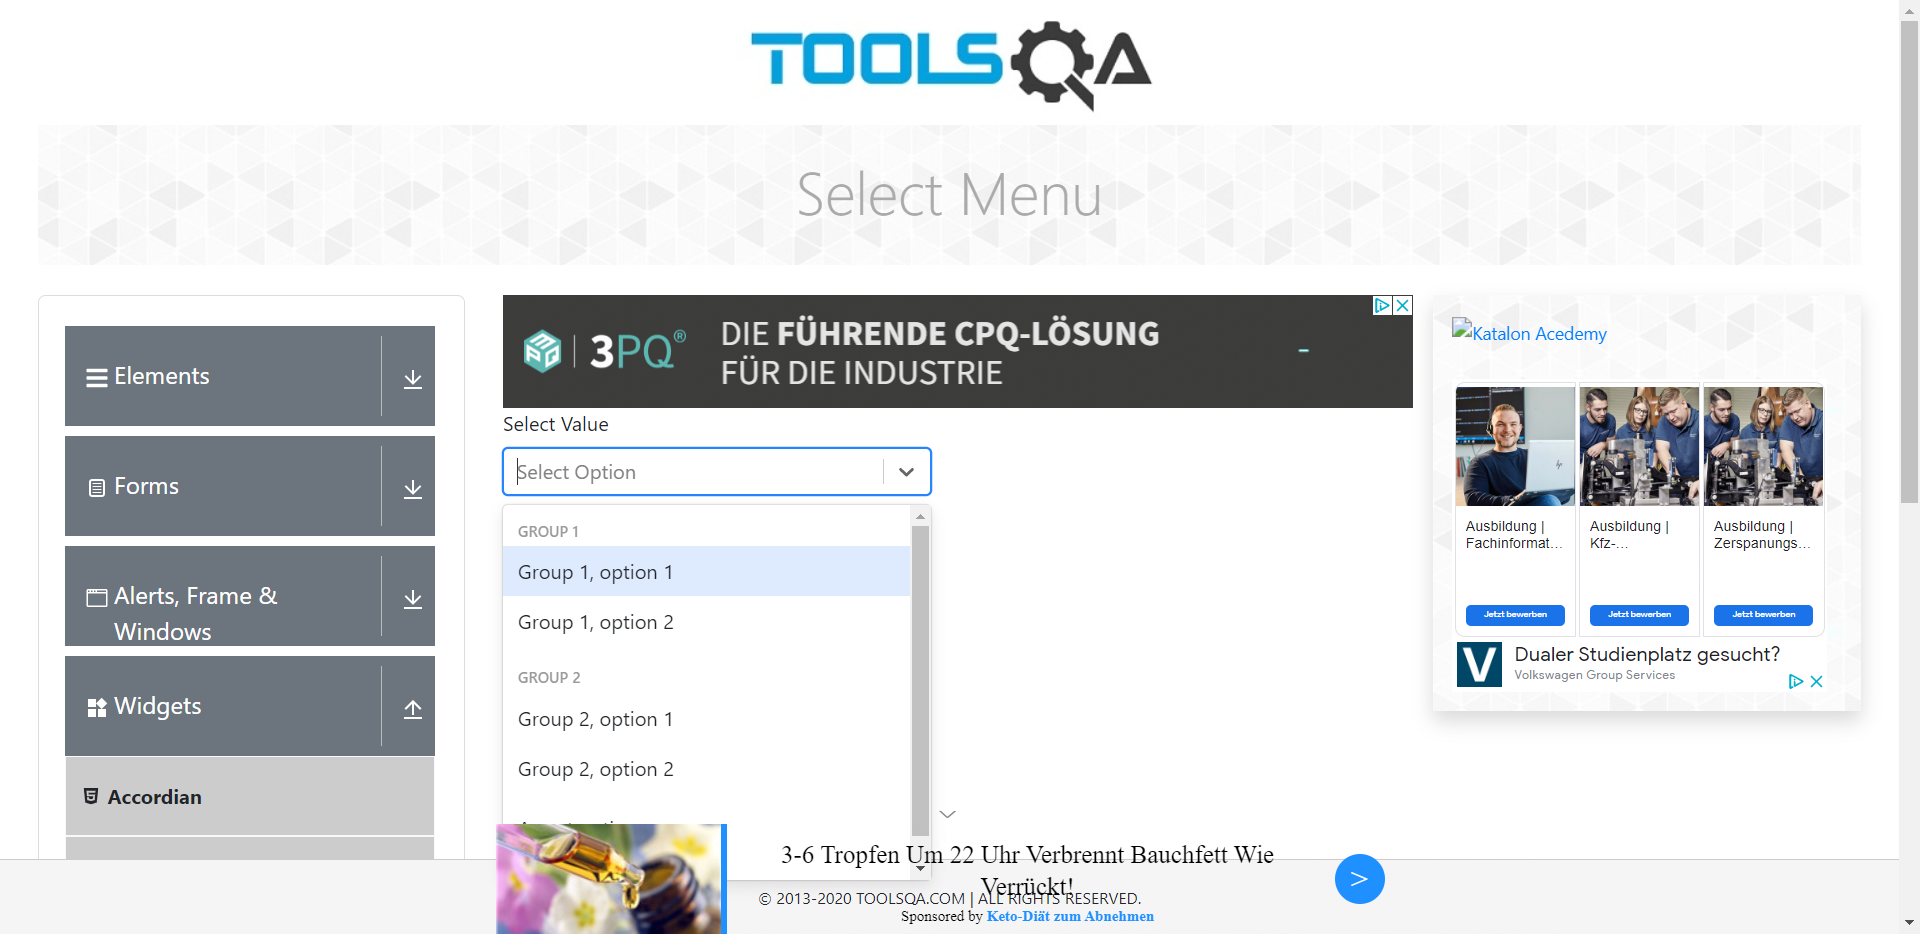 TOOLSQA
Select Menu
Elements
Forms
Alerts, Frame &
Windows
Widgets
Accordian
3PQ®
DIE FÜHRENDE CPQ-LÖSUNG
FÜR DIE INDUSTRIE
Select Value
Select Option
GROUP 1
Group 1, option 1
Group 1, option 2
GROUP 2
Group 2, option 1
Group 2, option 2
Katalon Acedemy
Ausbildung |
Fachinformat...
Jetzt bewerben
Ausbildung |
Kfz-...
Jetzt bewerben
Ausbildung |
Zerspanungs...
Jetzt bewerben
V
Dualer Studienplatz gesucht?
Volkswagen Group Services
3-6 Tropfen Um 22 Uhr Verbrennt Bauchfett Wie
Verrückt!
© 2013-2020 TOOLSQA.COM | ALL RIGHTS RESERVED.
Sponsored by Keto-Diät zum Abnehmen